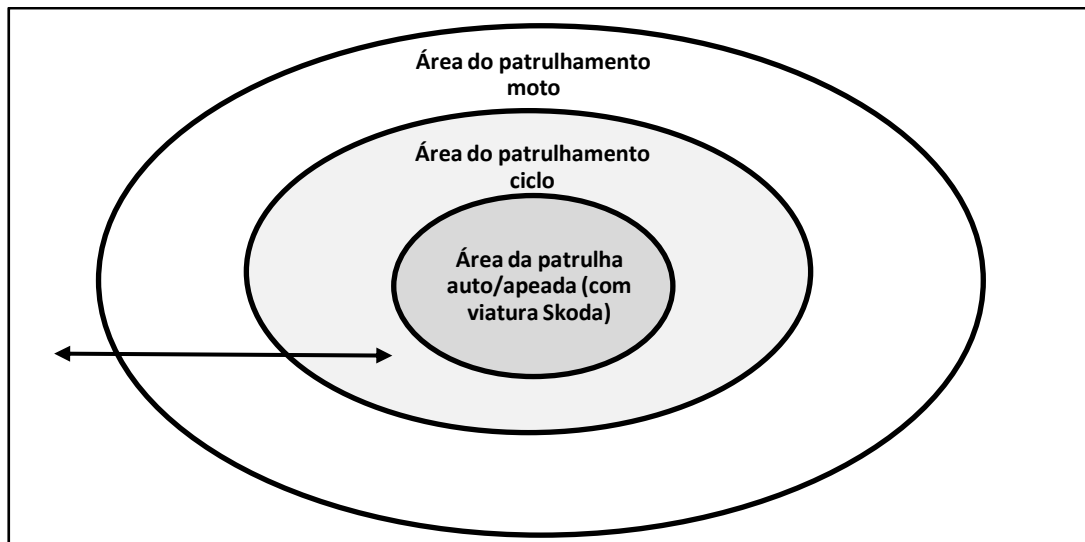 Área do patrulhamento
moto
Área do patrulhamento
ciclo
Área da patrulha
auto/apeada (com
viatura Skoda)